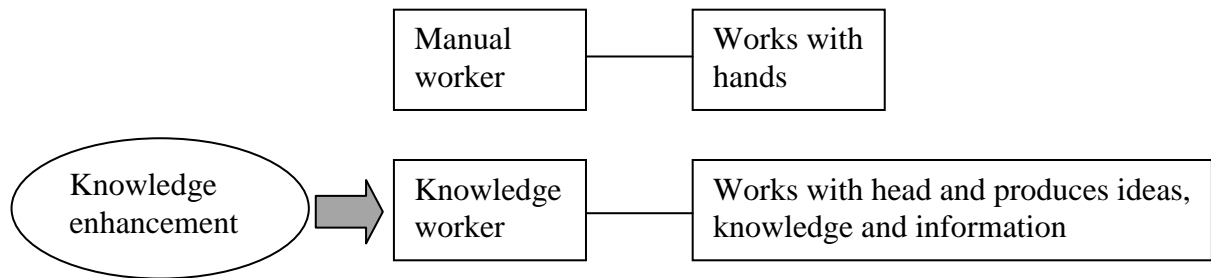 Manual
worker
Works with
hands
Knowledge
enhancement
Knowledge
worker
Works with head and produces ideas,
knowledge and information